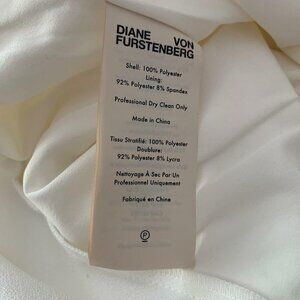 DIANE VON
FURSTENBERG
Shell: 100% Polyester
Lining:
92% Polyester 8% Spandex
Professional Dry Clean Only
Made in China
Tissu Stratifié: 100% Polyester
Doublure:
92% Polyester 8% Lycra
Nettoyage À Sec Par Un
Professionnel Uniquement
Fabriqué en Chine
P